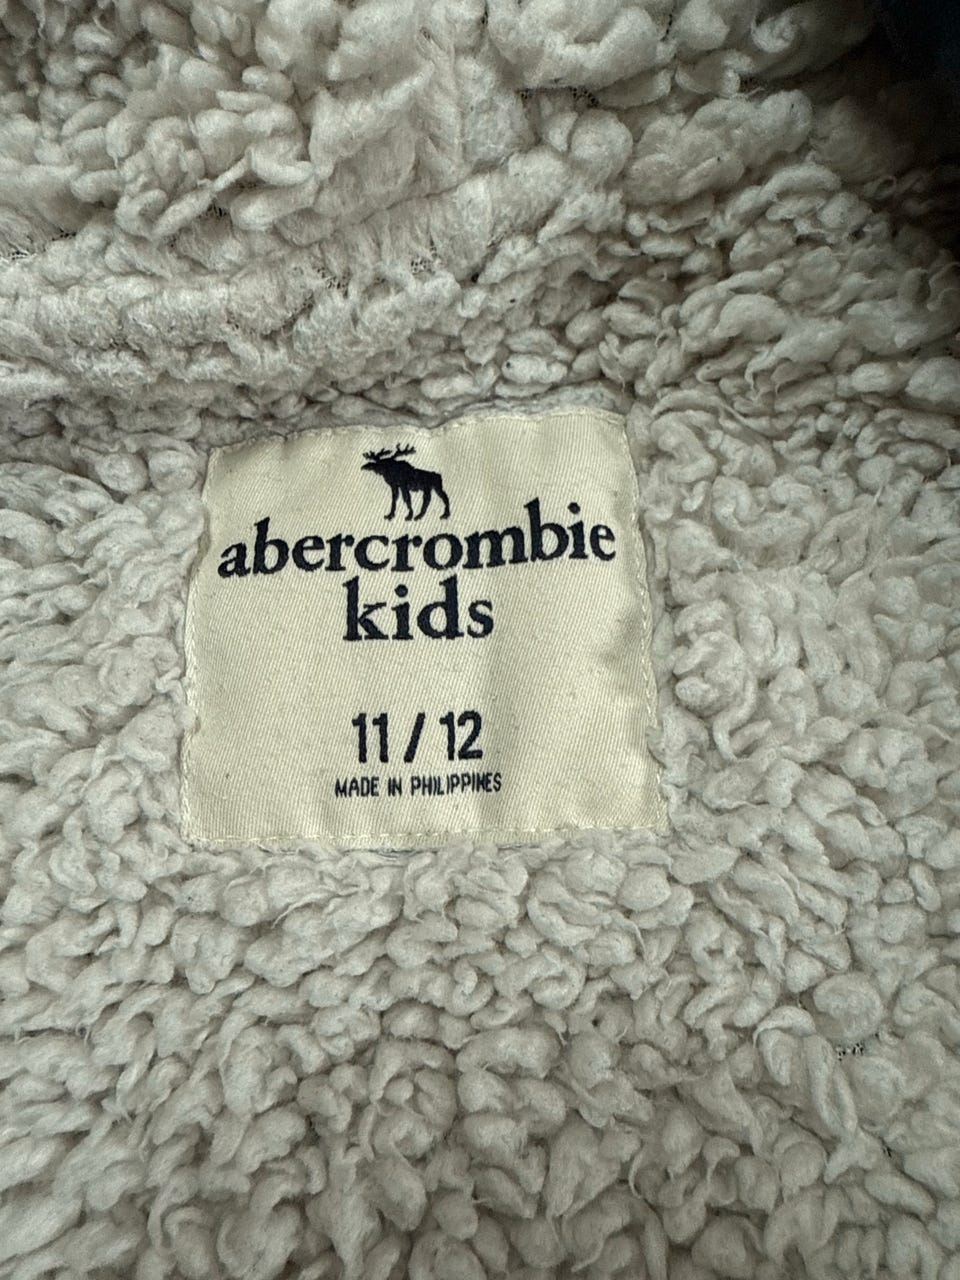 abercrombie
kids
11 / 12
MADE IN PHILIPPINES